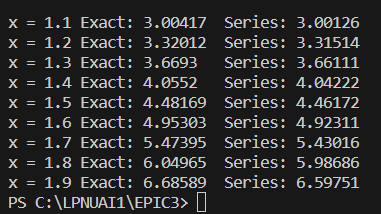 x = 1.1 Exact: 3.00417  Series: 3.00126
x = 1.2 Exact: 3.32012  Series: 3.31514
x = 1.3 Exact: 3.6693  Series: 3.66111
x = 1.4 Exact: 4.0552  Series: 4.04222
x = 1.5 Exact: 4.48169  Series: 4.46172
x = 1.6 Exact: 4.95303  Series: 4.92311
x = 1.7 Exact: 5.47395  Series: 5.43016
x = 1.8 Exact: 6.04965  Series: 5.98686
x = 1.9 Exact: 6.68589  Series: 6.59751
PS C:\LPNUAI1\EPIC3>